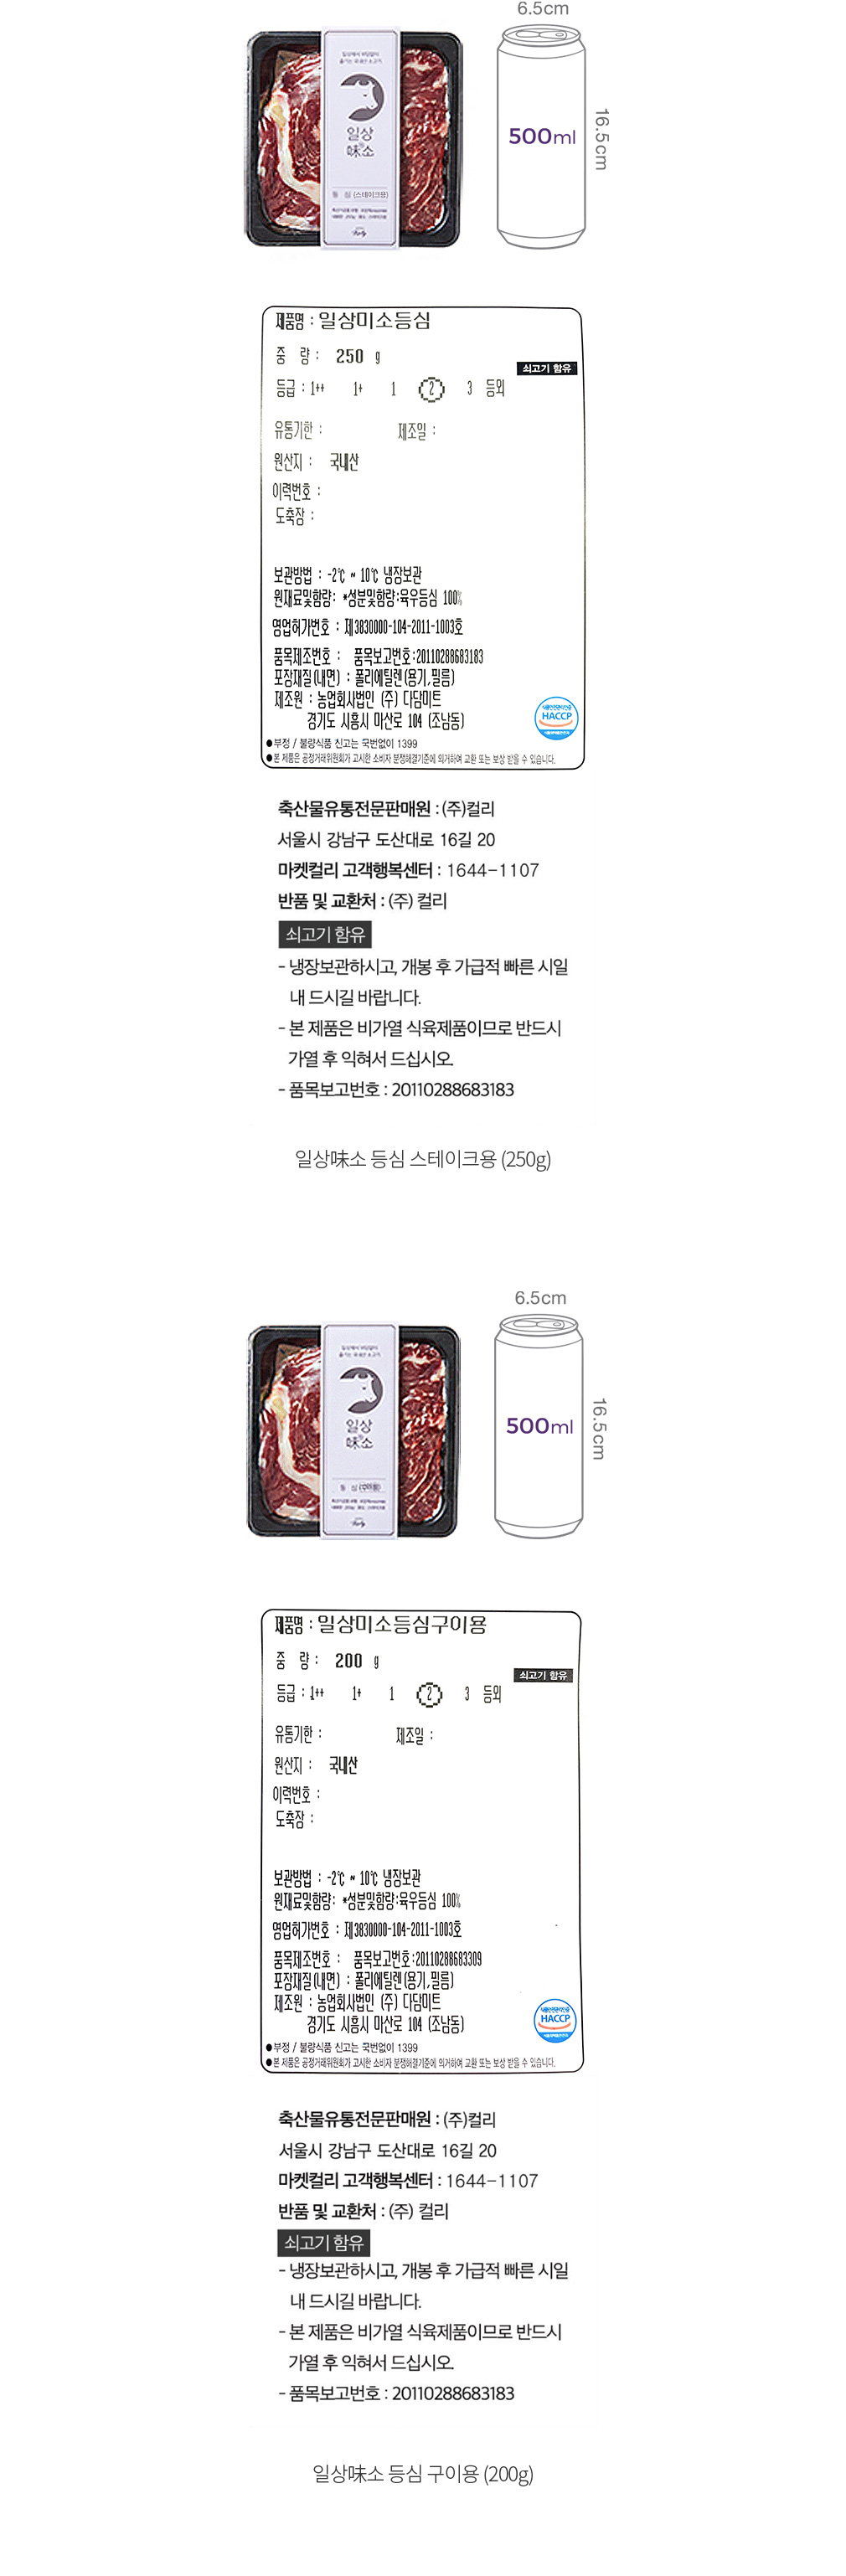 6.5cm
일상에서 부담없이
즐기는 국내산 소고기
일상
味소
등 심 (스테이크용)
Kurly
500ml
16.5cm
제품명 : 일상미소등심
중 량 : 250 g
쇠고기 함유
등급 : 1++ 1+ 1 2 3 등외
유통기한 : 제조일 :
원산지 : 국내산
이력번호 :
도축장 :
보관방법 : -2℃ ~ 10℃ 냉장보관
원재료및함량: *성분및함량:육우등심 100%
영업허가번호 : 제3830000-104-2011-1003호
품목제조번호 : 품목보고번호:20110288683183
포장재질(내면) : 폴리에틸렌(용기,필름)
제조원 : 농업회사법인 (주) 다담미트
경기도 시흥시 마산로 104 (조남동)
HACCP
●부정 / 불량식품 신고는 국번없이 1399
●본 제품은 공정거래위원회가 고시한 소비자 분쟁해결기준에 의거하여 교환 또는 보상 받을 수 있습니다.
축산물유통전문판매원 : (주)컬리
서울시 강남구 도산대로 16길 20
마켓컬리 고객행복센터 : 1644-1107
반품 및 교환처 : (주) 컬리
쇠고기 함유
- 냉장보관하시고, 개봉 후 가급적 빠른 시일
내 드시길 바랍니다.
- 본 제품은 비가열 식육제품이므로 반드시
가열 후 익혀서 드십시오.
- 품목보고번호 : 20110288683183
일상味소 등심 스테이크용 (250g)
6.5cm
일상에서 부담없이
즐기는 국내산 소고기
일상
味소
등 심 (구이용)
Kurly
500ml
16.5cm
제품명 : 일상미소등심구이용
중 량 : 200 g
쇠고기 함유
등급 : 1++ 1+ 1 2 3 등외
유통기한 : 제조일 :
원산지 : 국내산
이력번호 :
도축장 :
보관방법 : -2℃ ~ 10℃ 냉장보관
원재료및함량: *성분및함량:육우등심 100%
영업허가번호 : 제3830000-104-2011-1003호
품목제조번호 : 품목보고번호:20110288683309
포장재질(내면) : 폴리에틸렌(용기,필름)
제조원 : 농업회사법인 (주) 다담미트
경기도 시흥시 마산로 104 (조남동)
HACCP
●부정 / 불량식품 신고는 국번없이 1399
●본 제품은 공정거래위원회가 고시한 소비자 분쟁해결기준에 의거하여 교환 또는 보상 받을 수 있습니다.
축산물유통전문판매원 : (주)컬리
서울시 강남구 도산대로 16길 20
마켓컬리 고객행복센터 : 1644-1107
반품 및 교환처 : (주) 컬리
쇠고기 함유
- 냉장보관하시고, 개봉 후 가급적 빠른 시일
내 드시길 바랍니다.
- 본 제품은 비가열 식육제품이므로 반드시
가열 후 익혀서 드십시오.
- 품목보고번호 : 20110288683183
일상味소 등심 구이용 (200g)